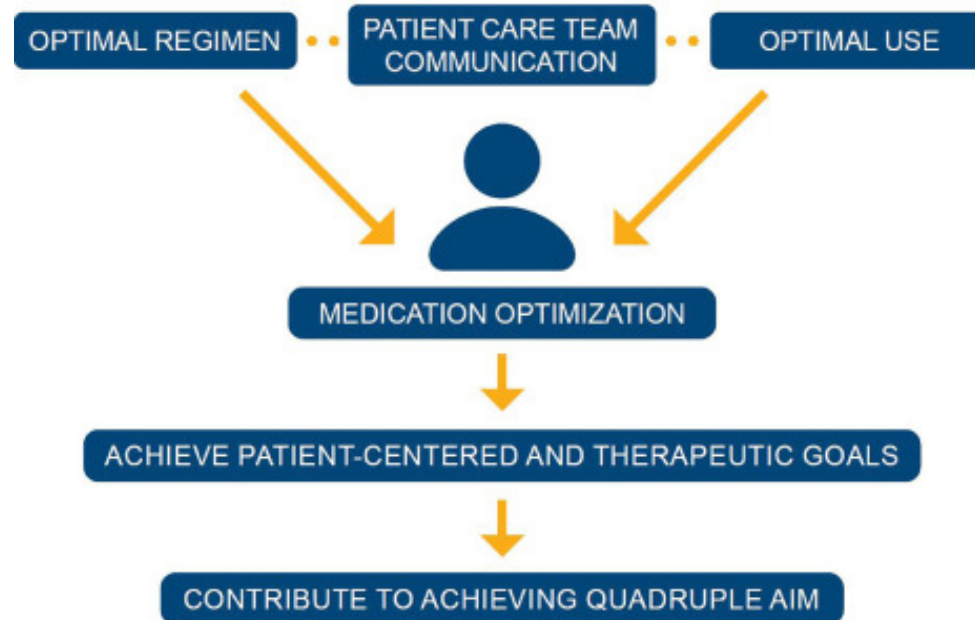 OPTIMAL REGIMEN
PATIENT CARE TEAM
COMMUNICATION
OPTIMAL USE
MEDICATION OPTIMIZATION
ACHIEVE PATIENT-CENTERED AND THERAPEUTIC GOALS
CONTRIBUTE TO ACHIEVING QUADRUPLE AIM